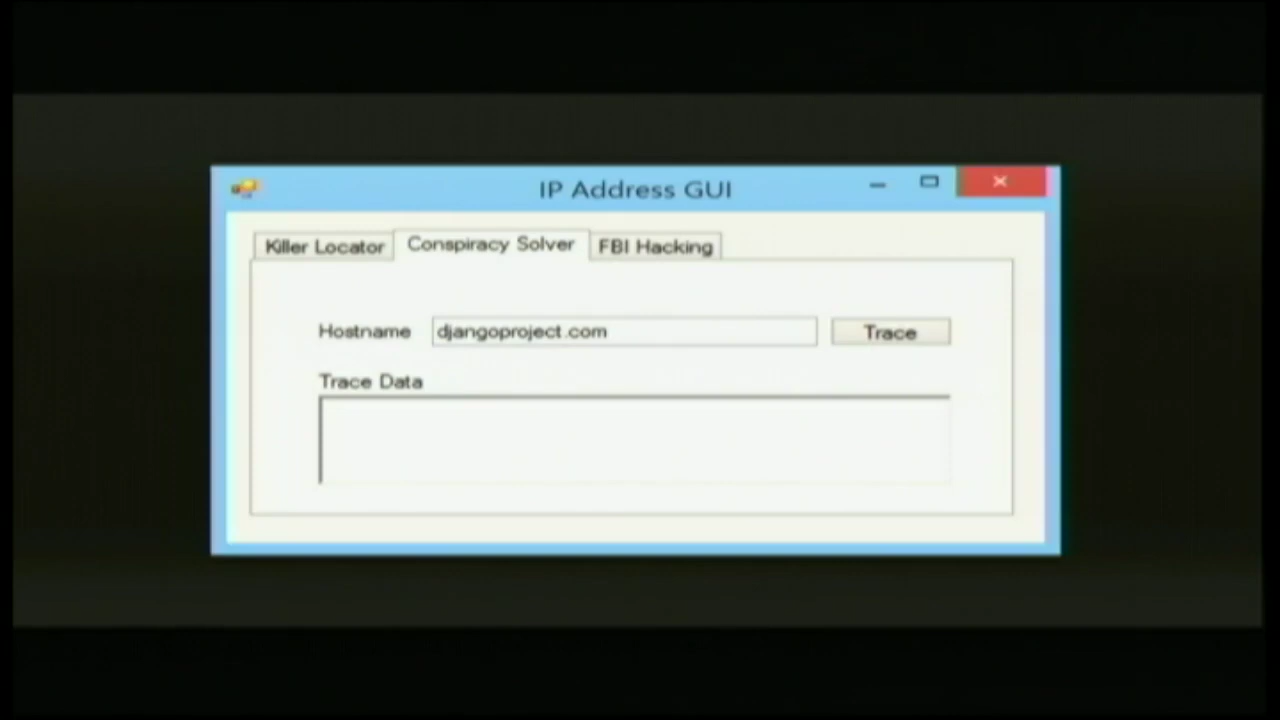 IP Address GUI
Killer Locator Conspiracy Solver FBI Hacking
Hostname djangoproject.com Trace
Trace Data